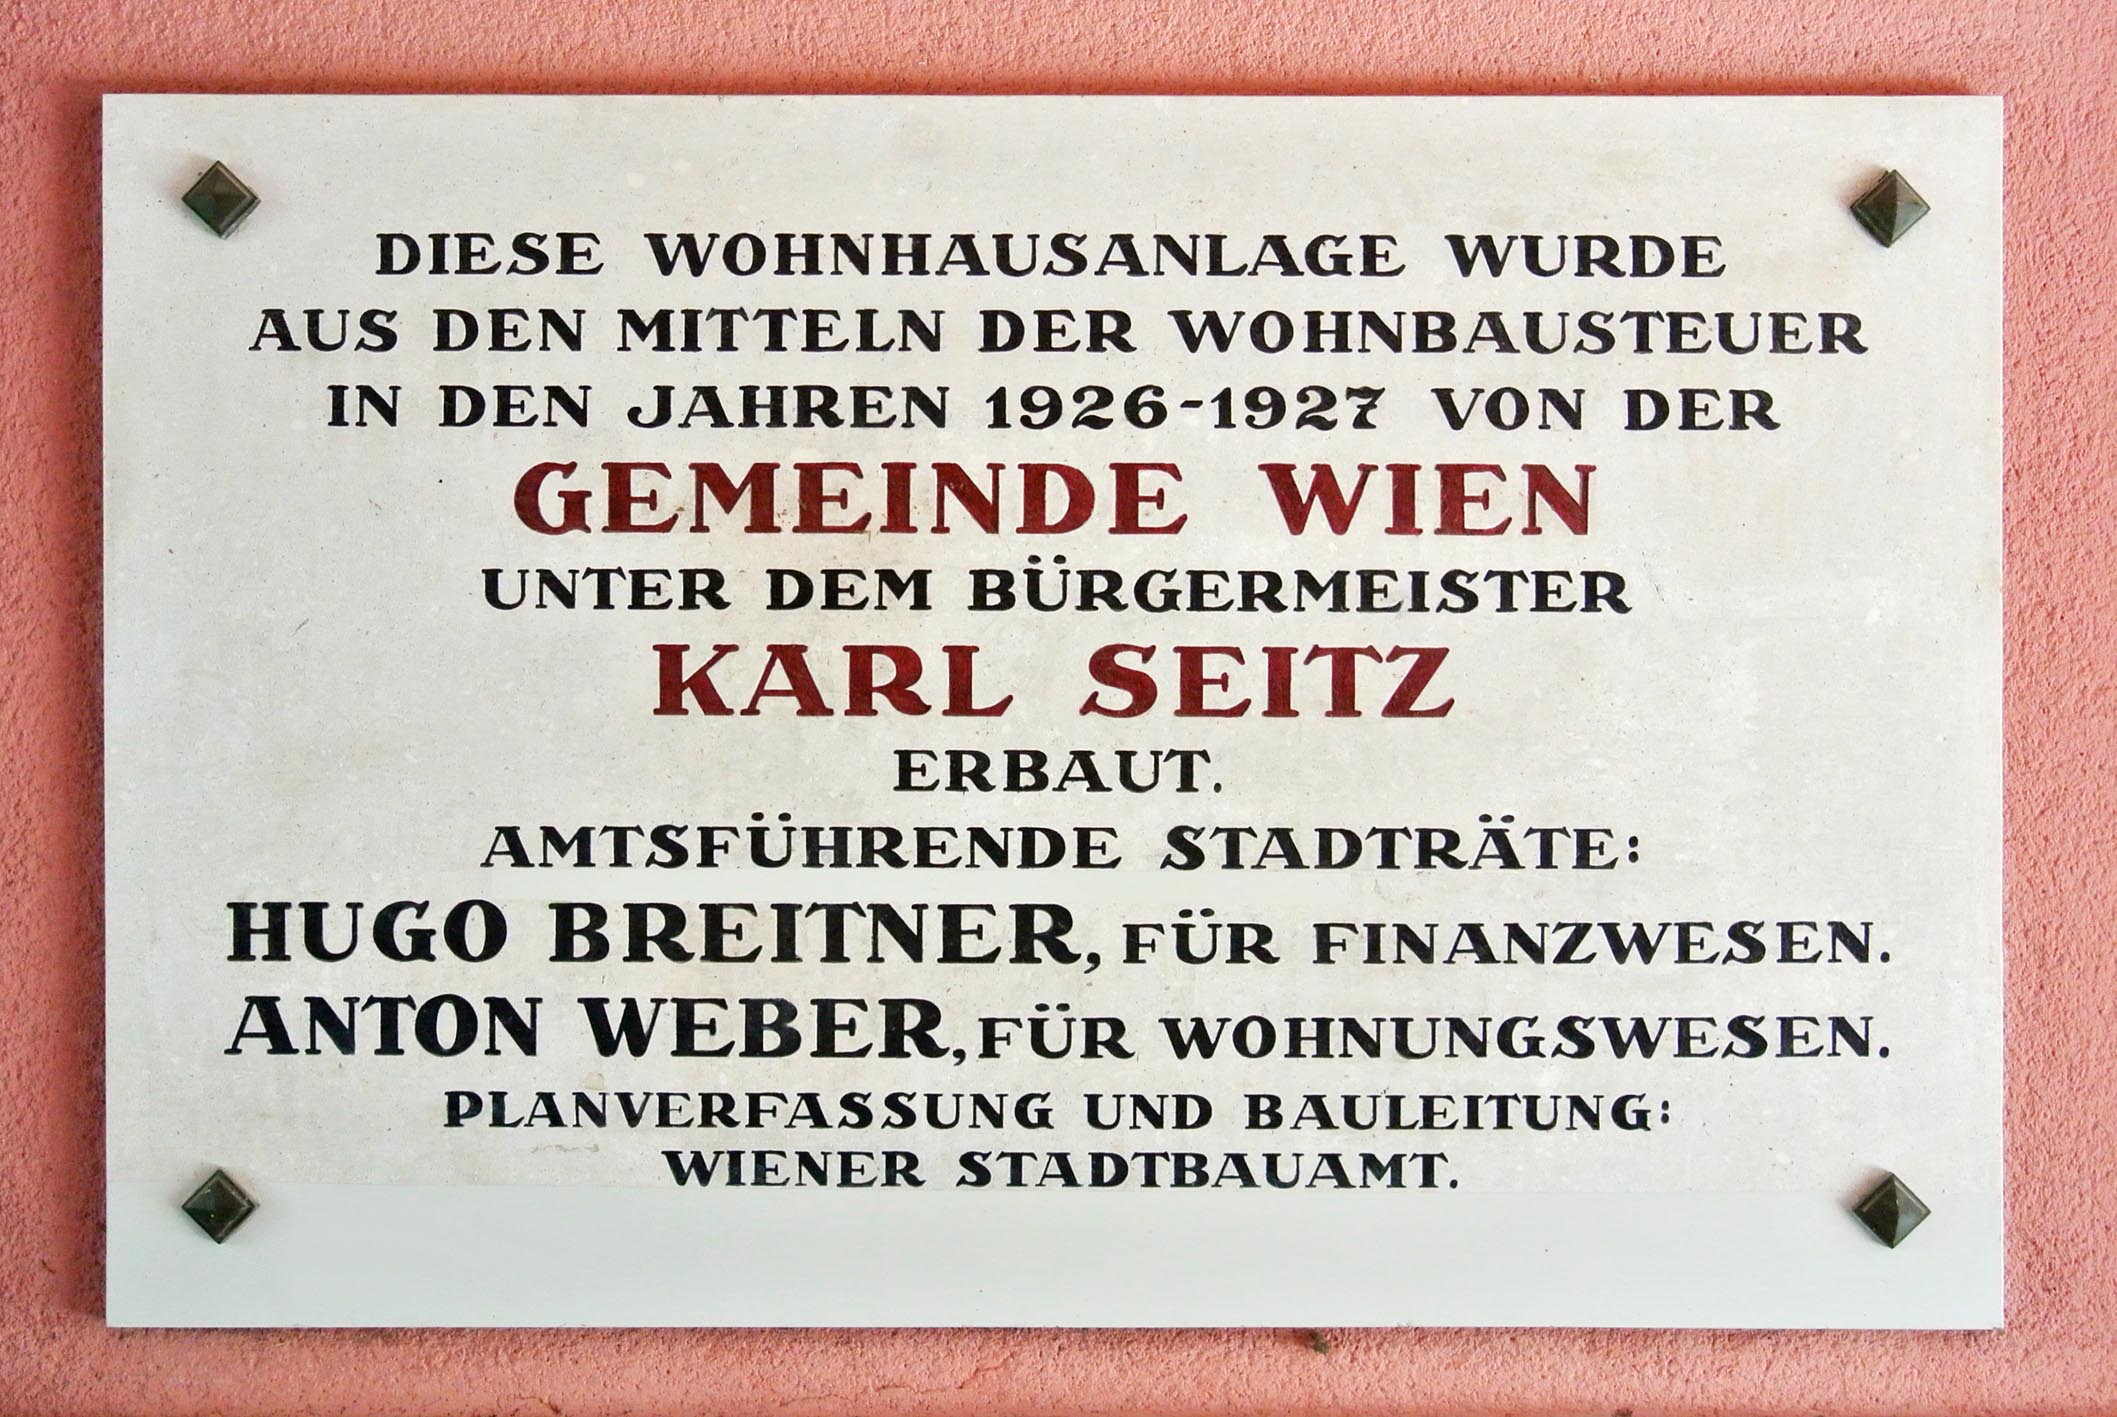 DIESE WOHNHAUSANLAGE WURDE
AUS DEN MITTELN DER WOHNBAUSTEUER
IN DEN JAHREN 1926-1927 VON DER
GEMEINDE WIEN
UNTER DEM BÜRGERMEISTER
KARL SEITZ
ERBAUT.
AMTSFÜHRENDE STADTRÄTE:
HUGO BREITNER, FÜR FINANZWESEN.
ANTON WEBER, FÜR WOHNUNGSWESEN.
PLANVERFASSUNG UND BAULEITUNG:
WIENER STADTBAUAMT.